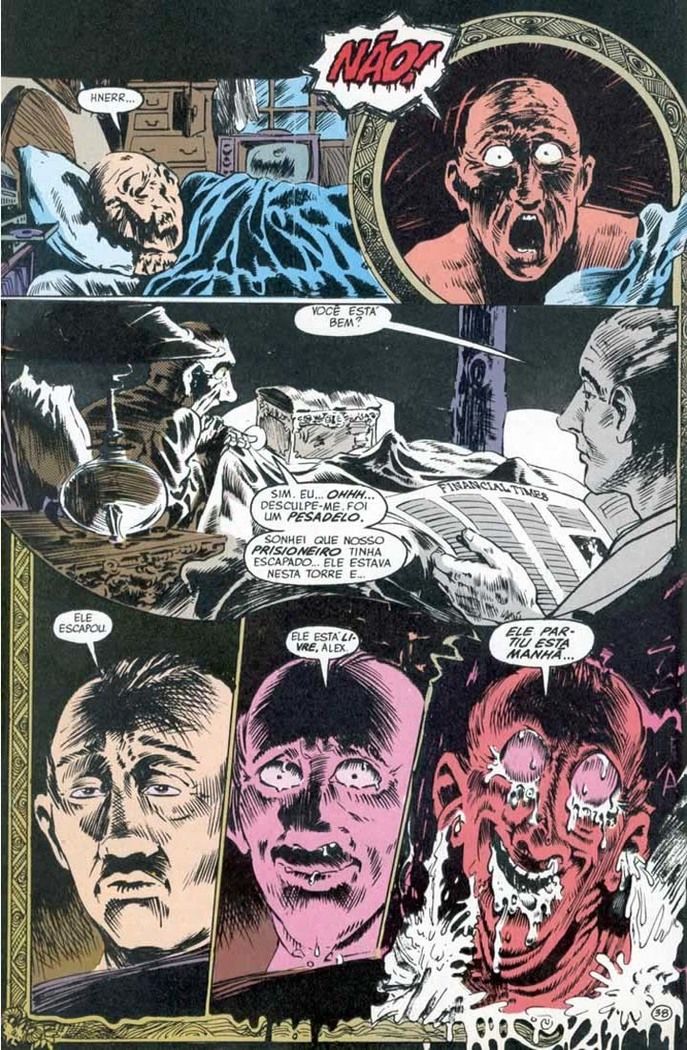 HNERR...
NÃO!
VOCÊ ESTÁ
BEM?
FINANCIAL TIMES
SIM. EU... OHHH...
DESCULPE-ME. FOI
UM PESADELO.
SONHEI QUE NOSSO
PRISIONEIRO TINHA
ESCAPADO... ELE ESTAVA
NESTA TORRE E...
ELE
ESCAPOU.
ELE ESTÁ LI-
VRE, ALEX.
ELE PAR-
TIU ESTA
MANHÃ...
38